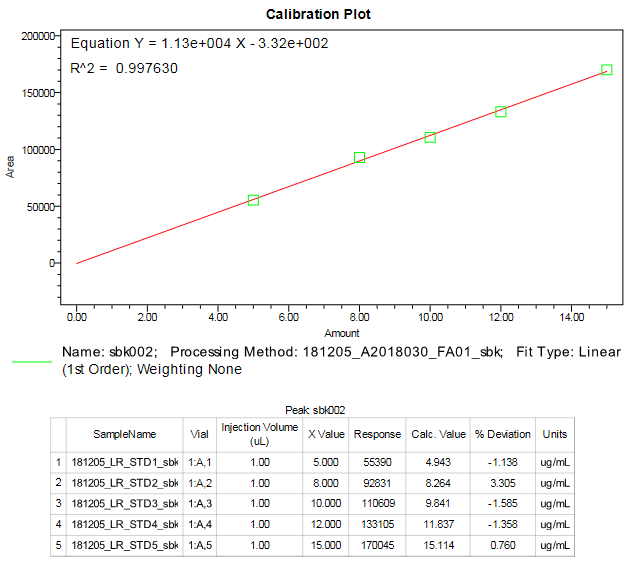 Calibration Plot
Equation Y = 1.13e+004 X - 3.32e+002
R^2 = 0.997630
200000
150000
100000
50000
0
Area
0.00 2.00 4.00 6.00 8.00 10.00 12.00 14.00
Amount
Name: sbk002; Processing Method: 181205_A2018030_FA01_sbk; Fit Type: Linear
(1st Order); Weighting None
Peak: sbk002
SampleName Vial Injection Volume (uL) X Value Response Calc. Value % Deviation Units
1 181205_LR_STD1_sbk 1:A,1 1.00 5.000 55390 4.943 -1.138 ug/mL
2 181205_LR_STD2_sbk 1:A,2 1.00 8.000 92831 8.264 3.305 ug/mL
3 181205_LR_STD3_sbk 1:A,3 1.00 10.000 110609 9.841 -1.585 ug/mL
4 181205_LR_STD4_sbk 1:A,4 1.00 12.000 133105 11.837 -1.358 ug/mL
5 181205_LR_STD5_sbk 1:A,5 1.00 15.000 170045 15.114 0.760 ug/mL